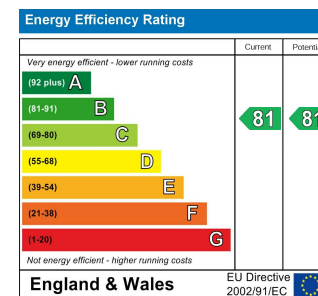 Energy Efficiency Rating
Current Potentia
Very energy efficient - lower running costs
(92 plus) A
(81-91) B
81 81
(69-80) C
(55-68) D
(39-54) E
(21-38) F
(1-20) G
Not energy efficient - higher running costs
England & Wales
EU Directive
2002/91/EC